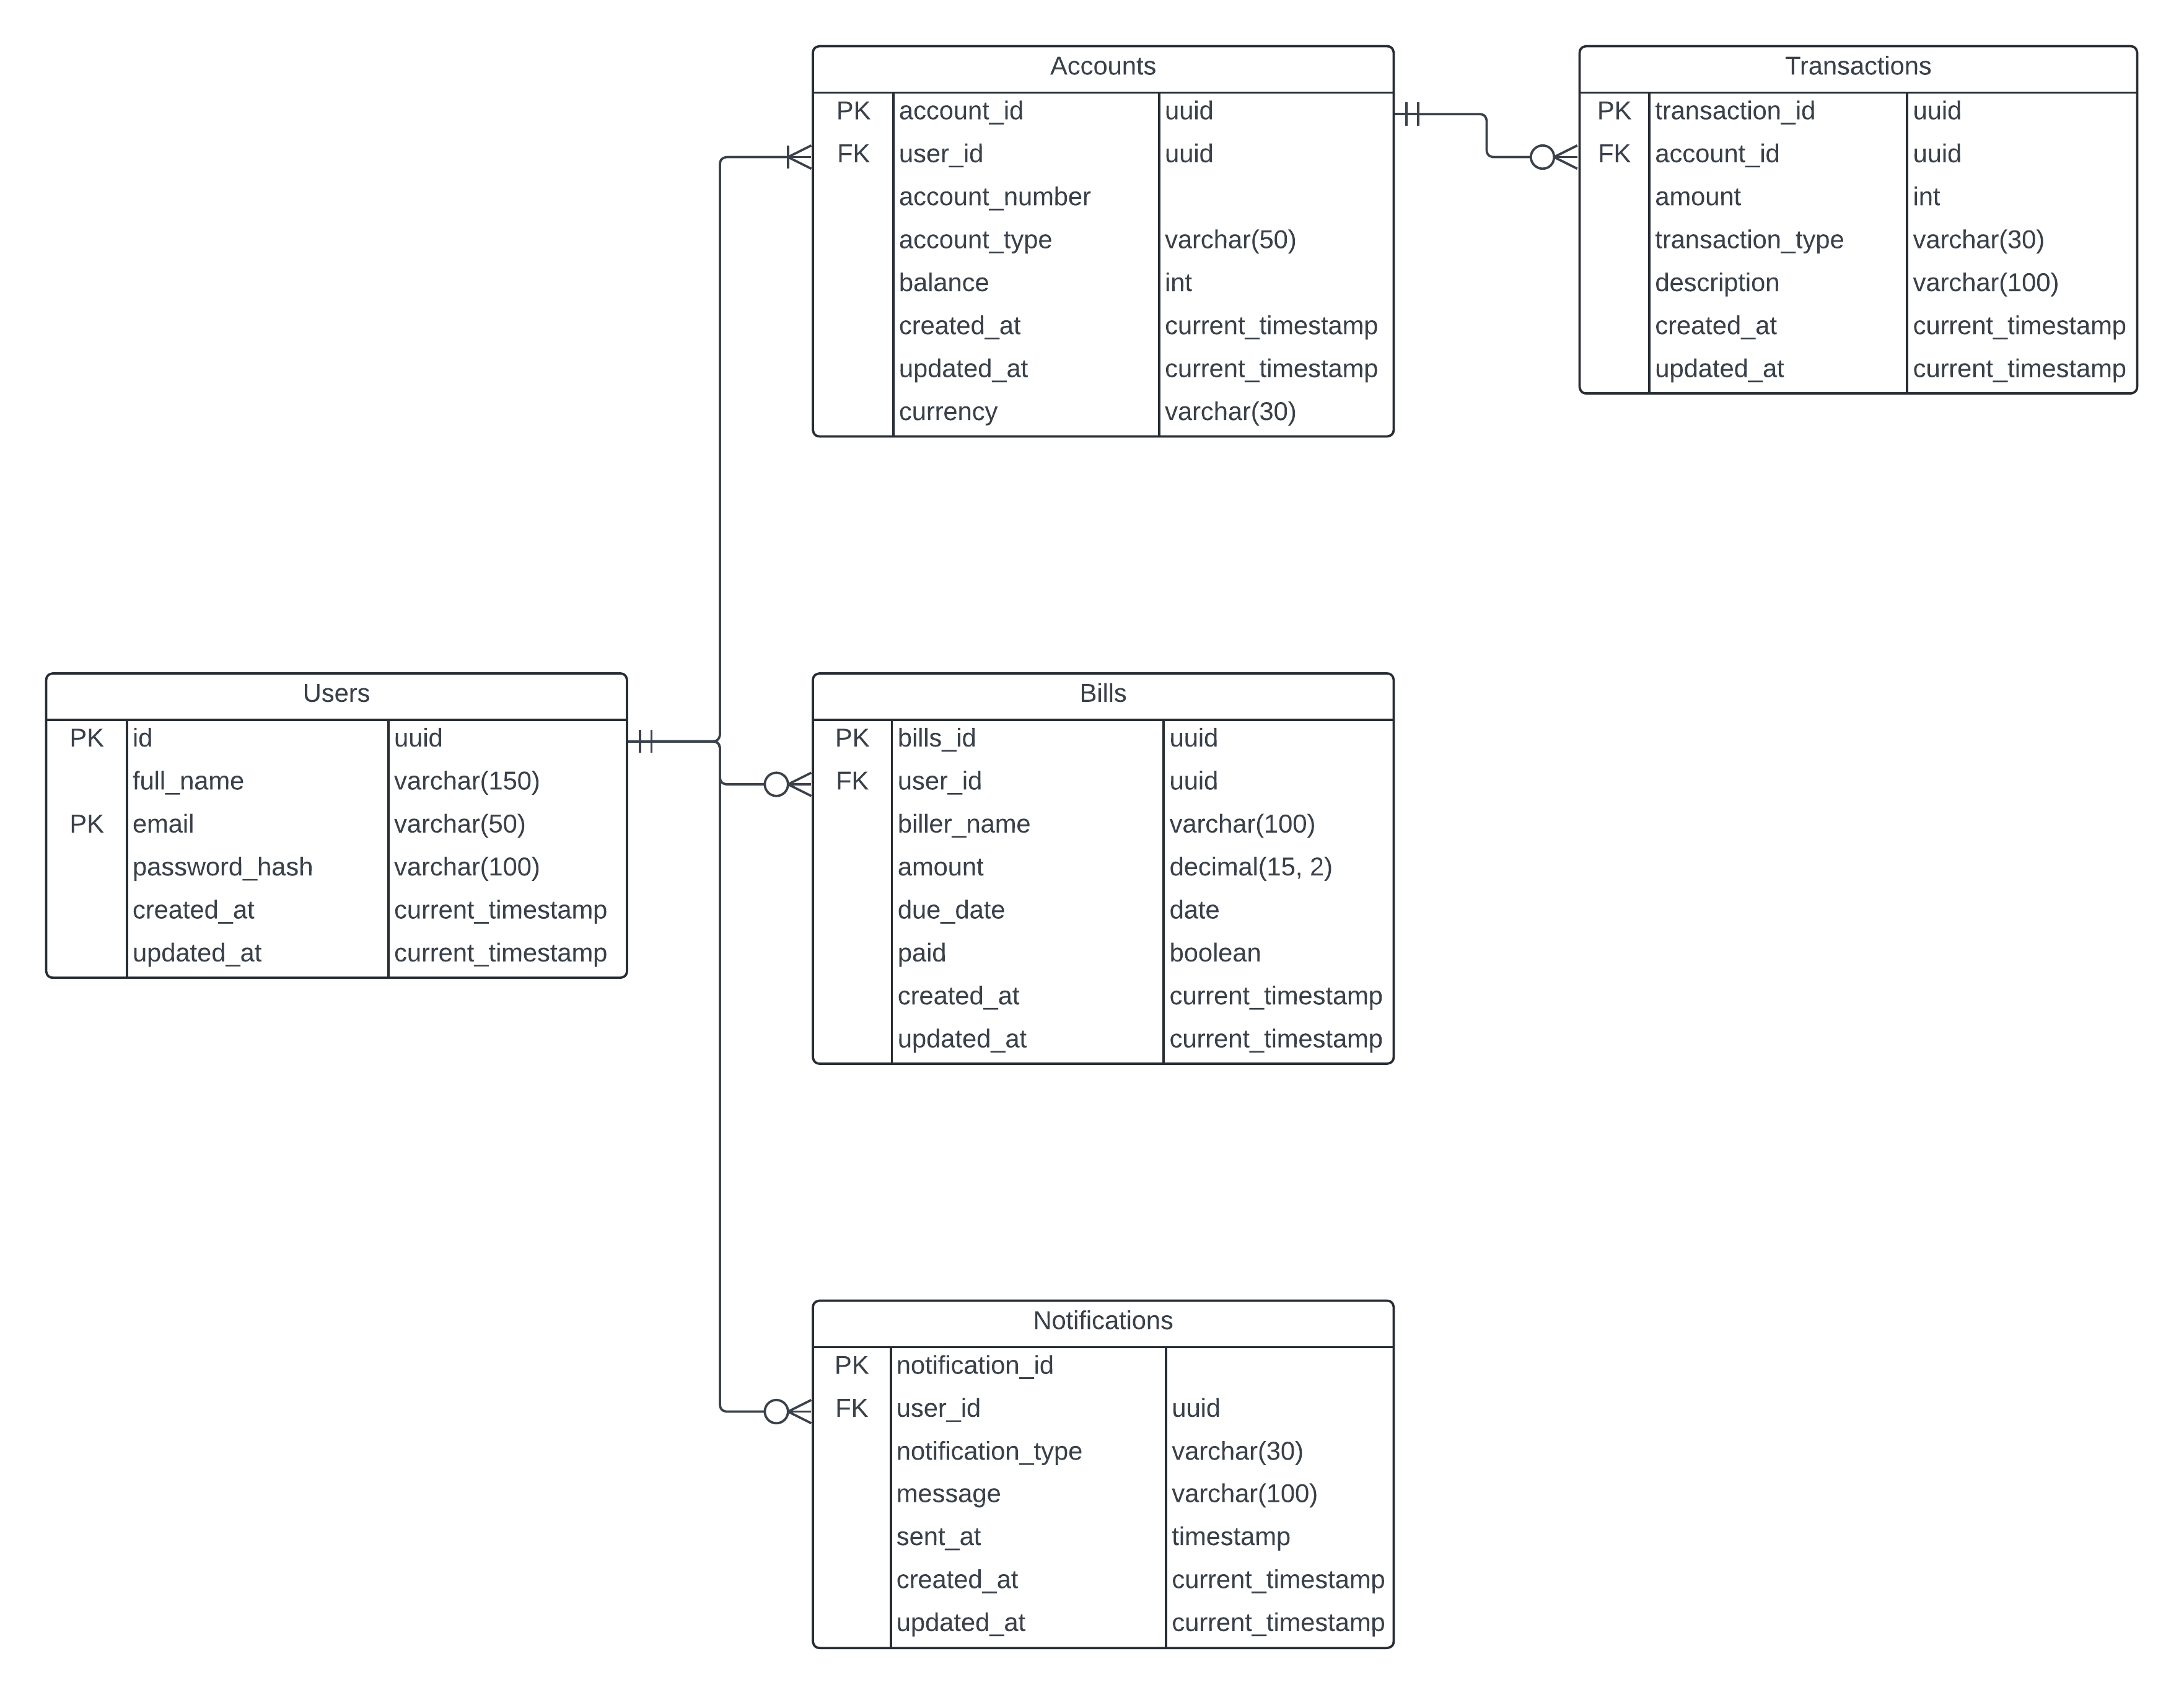 Accounts
PK account_id uuid
FK user_id uuid
account_number
account_type varchar(50)
balance int
created_at current_timestamp
updated_at current_timestamp
currency varchar(30)
Transactions
PK transaction_id uuid
FK account_id uuid
amount int
transaction_type varchar(30)
description varchar(100)
created_at current_timestamp
updated_at current_timestamp
Users
PK id uuid
full_name varchar(150)
PK email varchar(50)
password_hash varchar(100)
created_at current_timestamp
updated_at current_timestamp
Bills
PK bills_id uuid
FK user_id uuid
biller_name varchar(100)
amount decimal(15, 2)
due_date date
paid boolean
created_at current_timestamp
updated_at current_timestamp
Notifications
PK notification_id
FK user_id uuid
notification_type varchar(30)
message varchar(100)
sent_at timestamp
created_at current_timestamp
updated_at current_timestamp